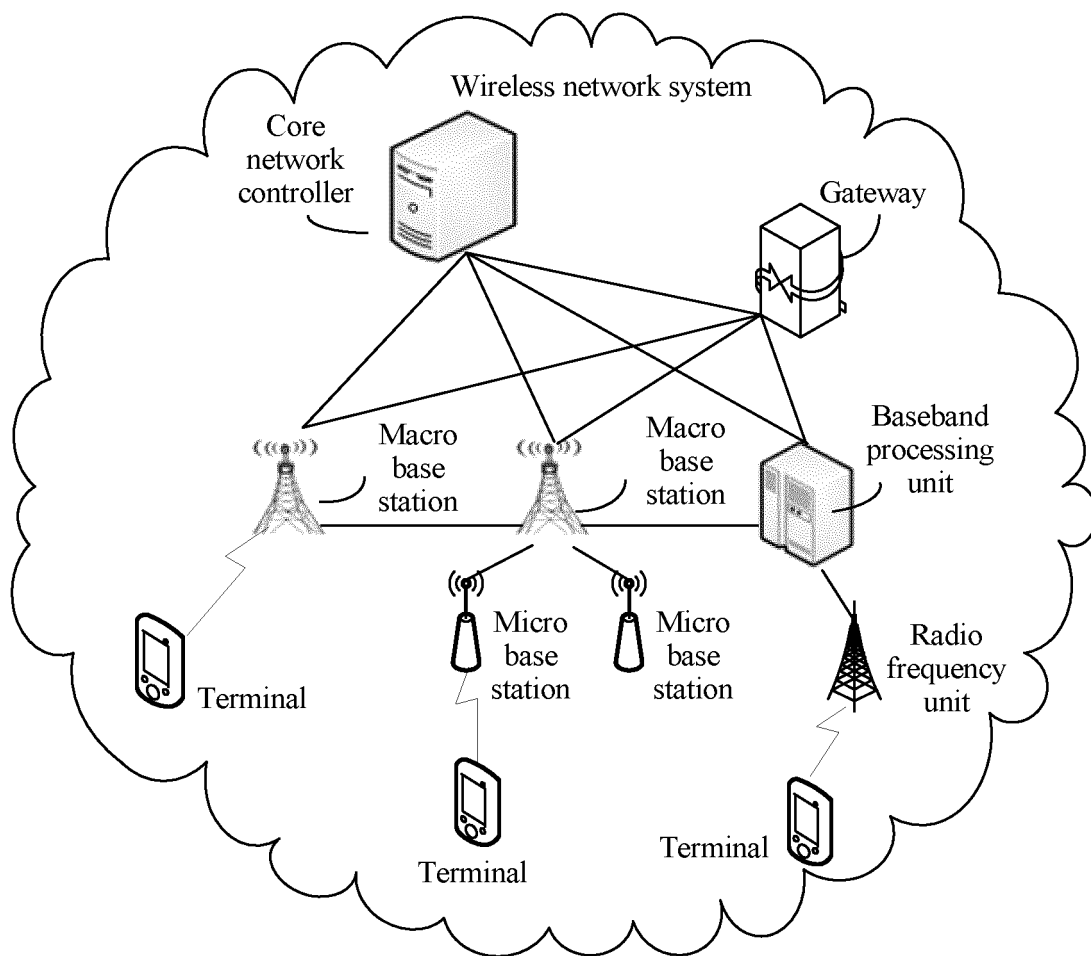 Wireless network system
Core
network
controller
Gateway
Macro
base
station
Macro
base
station
Baseband
processing
unit
Micro
base
station
Micro
base
station
Radio
frequency
unit
Terminal
Terminal
Terminal